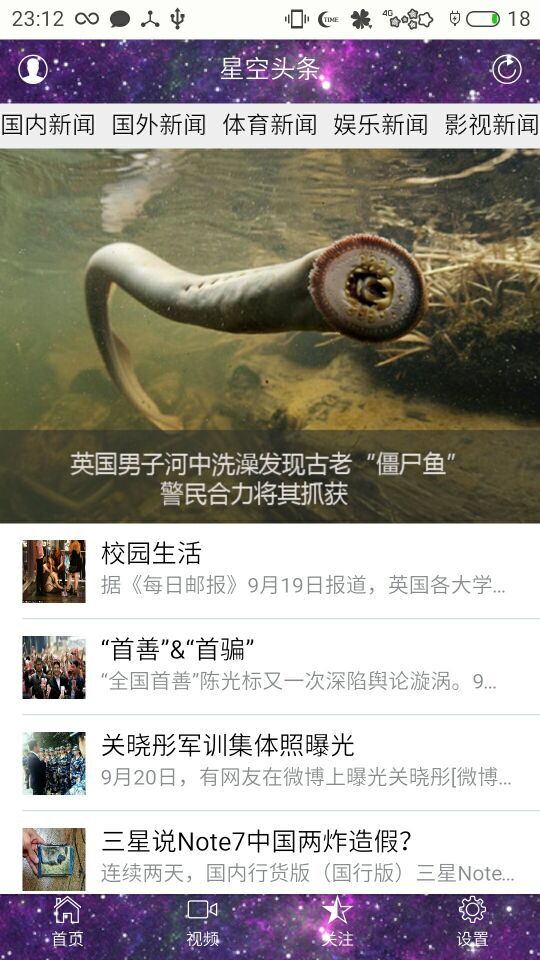 23:12
TIME
4G
18
星空头条
国内新闻 国外新闻 体育新闻 娱乐新闻 影视新闻
英国男子河中洗澡发现古老“僵尸鱼”
警民合力将其抓获
校园生活
据《每日邮报》9月19日报道，英国各大学...
“首善”&“首骗”
“全国首善”陈光标又一次深陷舆论漩涡。9...
关晓彤军训集体照曝光
9月20日，有网友在微博上曝光关晓彤[微博...
三星说Note7中国两炸造假？
连续两天，国内行货版（国行版）三星Note...
首页 视频 关注 设置